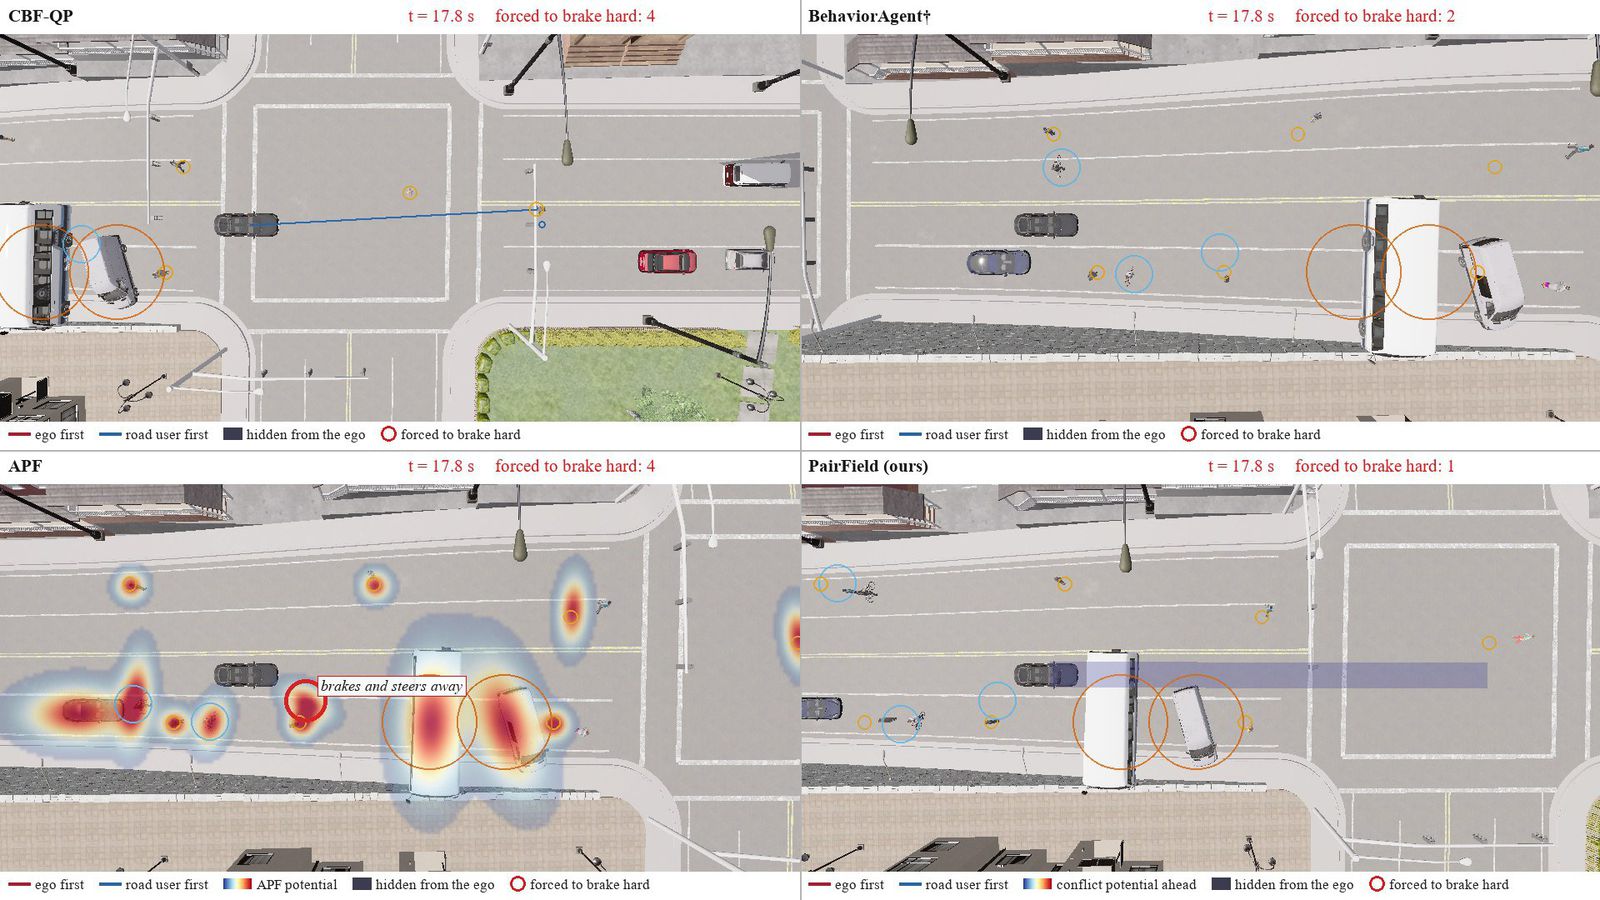 CBF-QP
t = 17.8 s forced to brake hard: 4
ego first road user first hidden from the ego forced to brake hard
BehaviorAgent†
t = 17.8 s forced to brake hard: 2
ego first road user first hidden from the ego forced to brake hard
APF
t = 17.8 s forced to brake hard: 4
brakes and steers away
ego first road user first APF potential hidden from the ego forced to brake hard
PairField (ours)
t = 17.8 s forced to brake hard: 1
ego first road user first conflict potential ahead hidden from the ego forced to brake hard